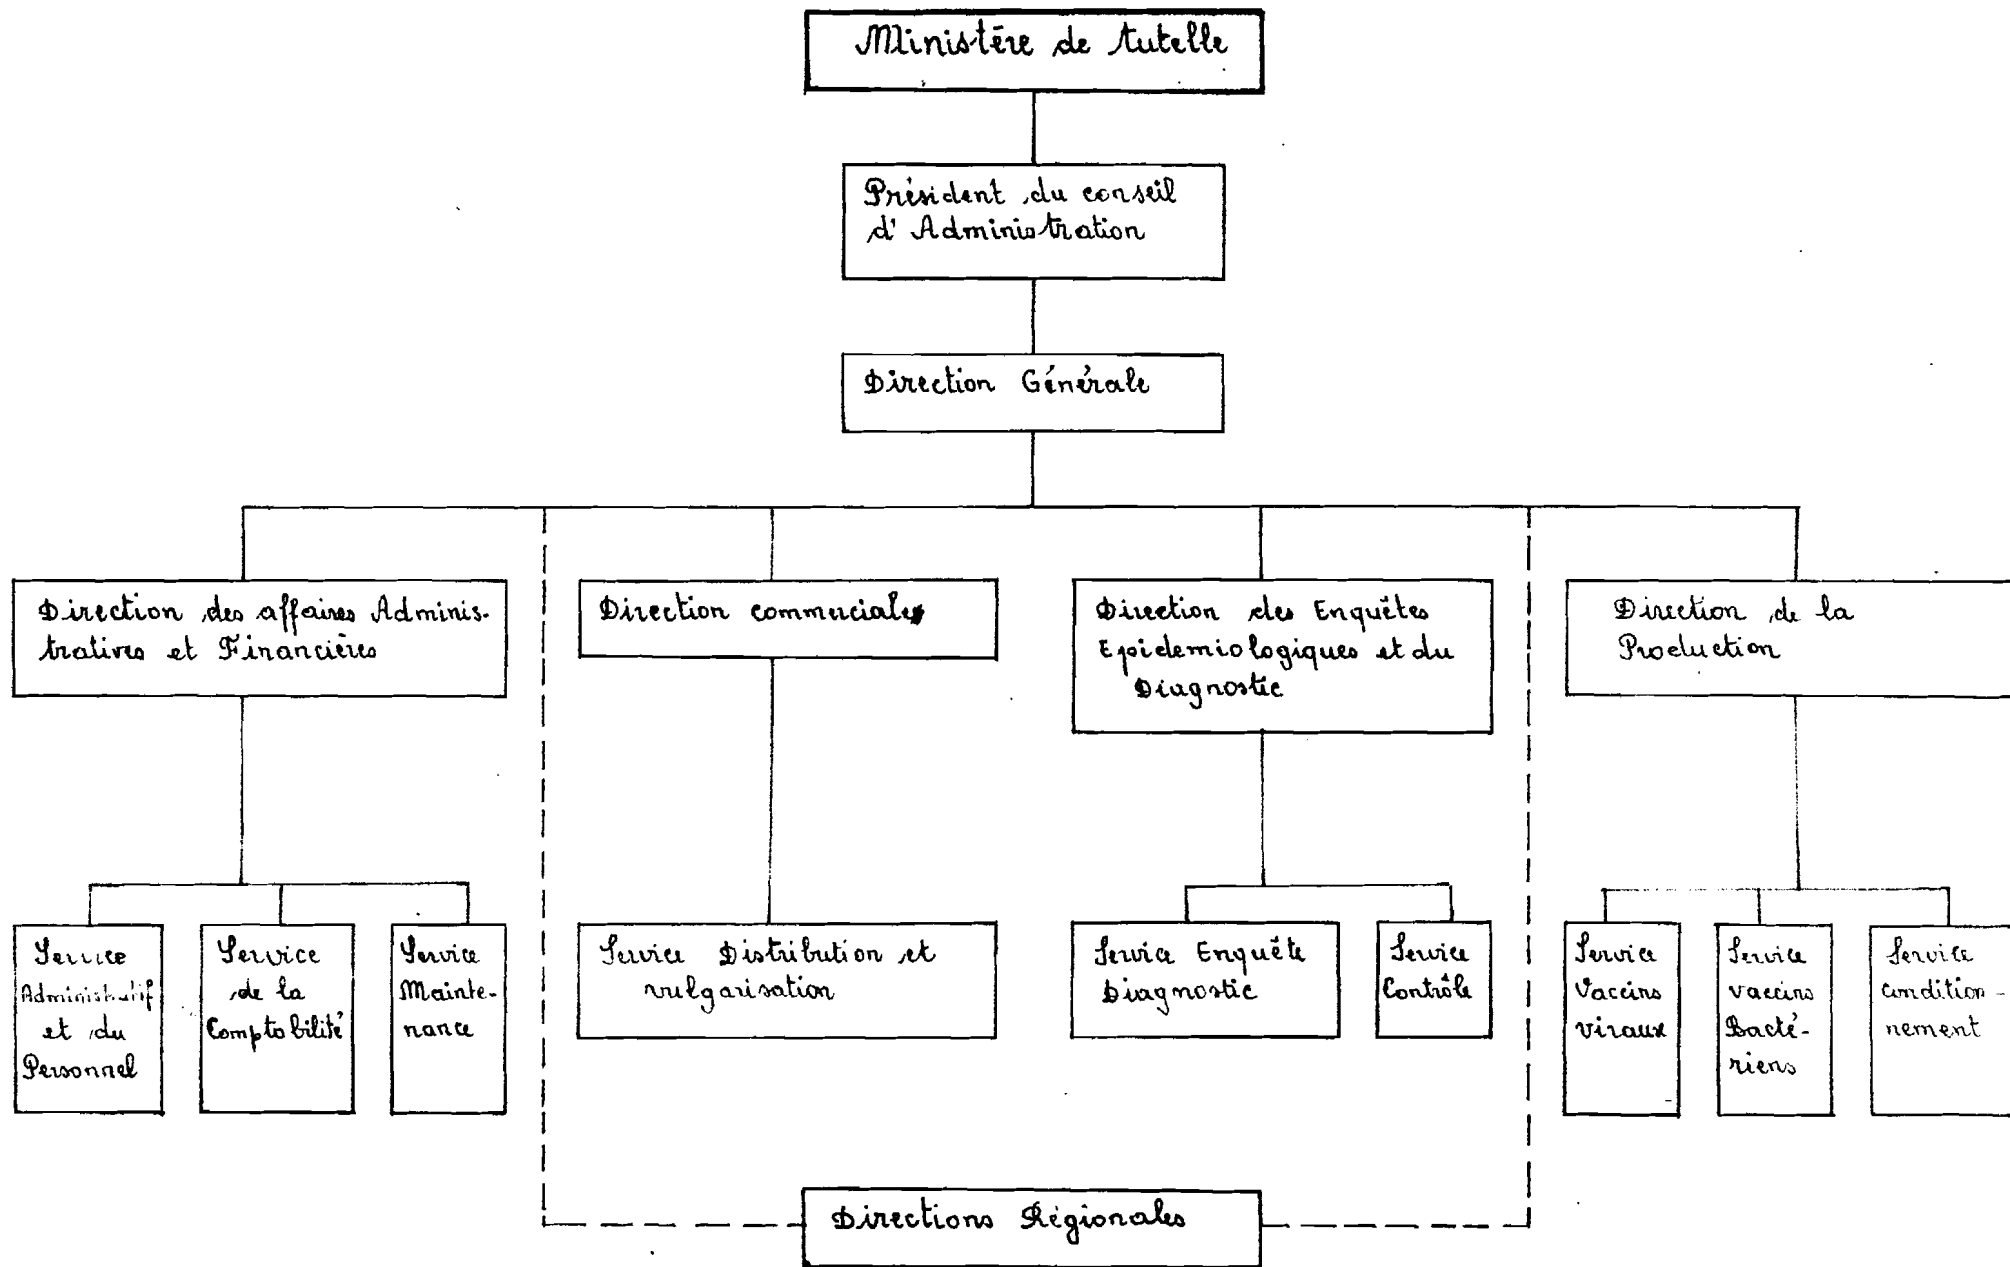 Ministère de tutelle
Président du conseil
d'Administration
Direction Générale
Direction des affaires Adminis-
tratives et Financières
Direction commerciale
Direction des Enquêtes
Epidemiologiques et du
Diagnostic
Direction de la
Production
Service
Administratif
et du
Personnel
Service
de la
Comptabilité
Service
Mainte-
nance
Service Distribution et
vulgarisation
Service Enquête
Diagnostic
Service
Contrôle
Service
Vaccins
viraux
Service
vaccins
Bacté-
riens
Service
condition-
nement
Directions Régionales